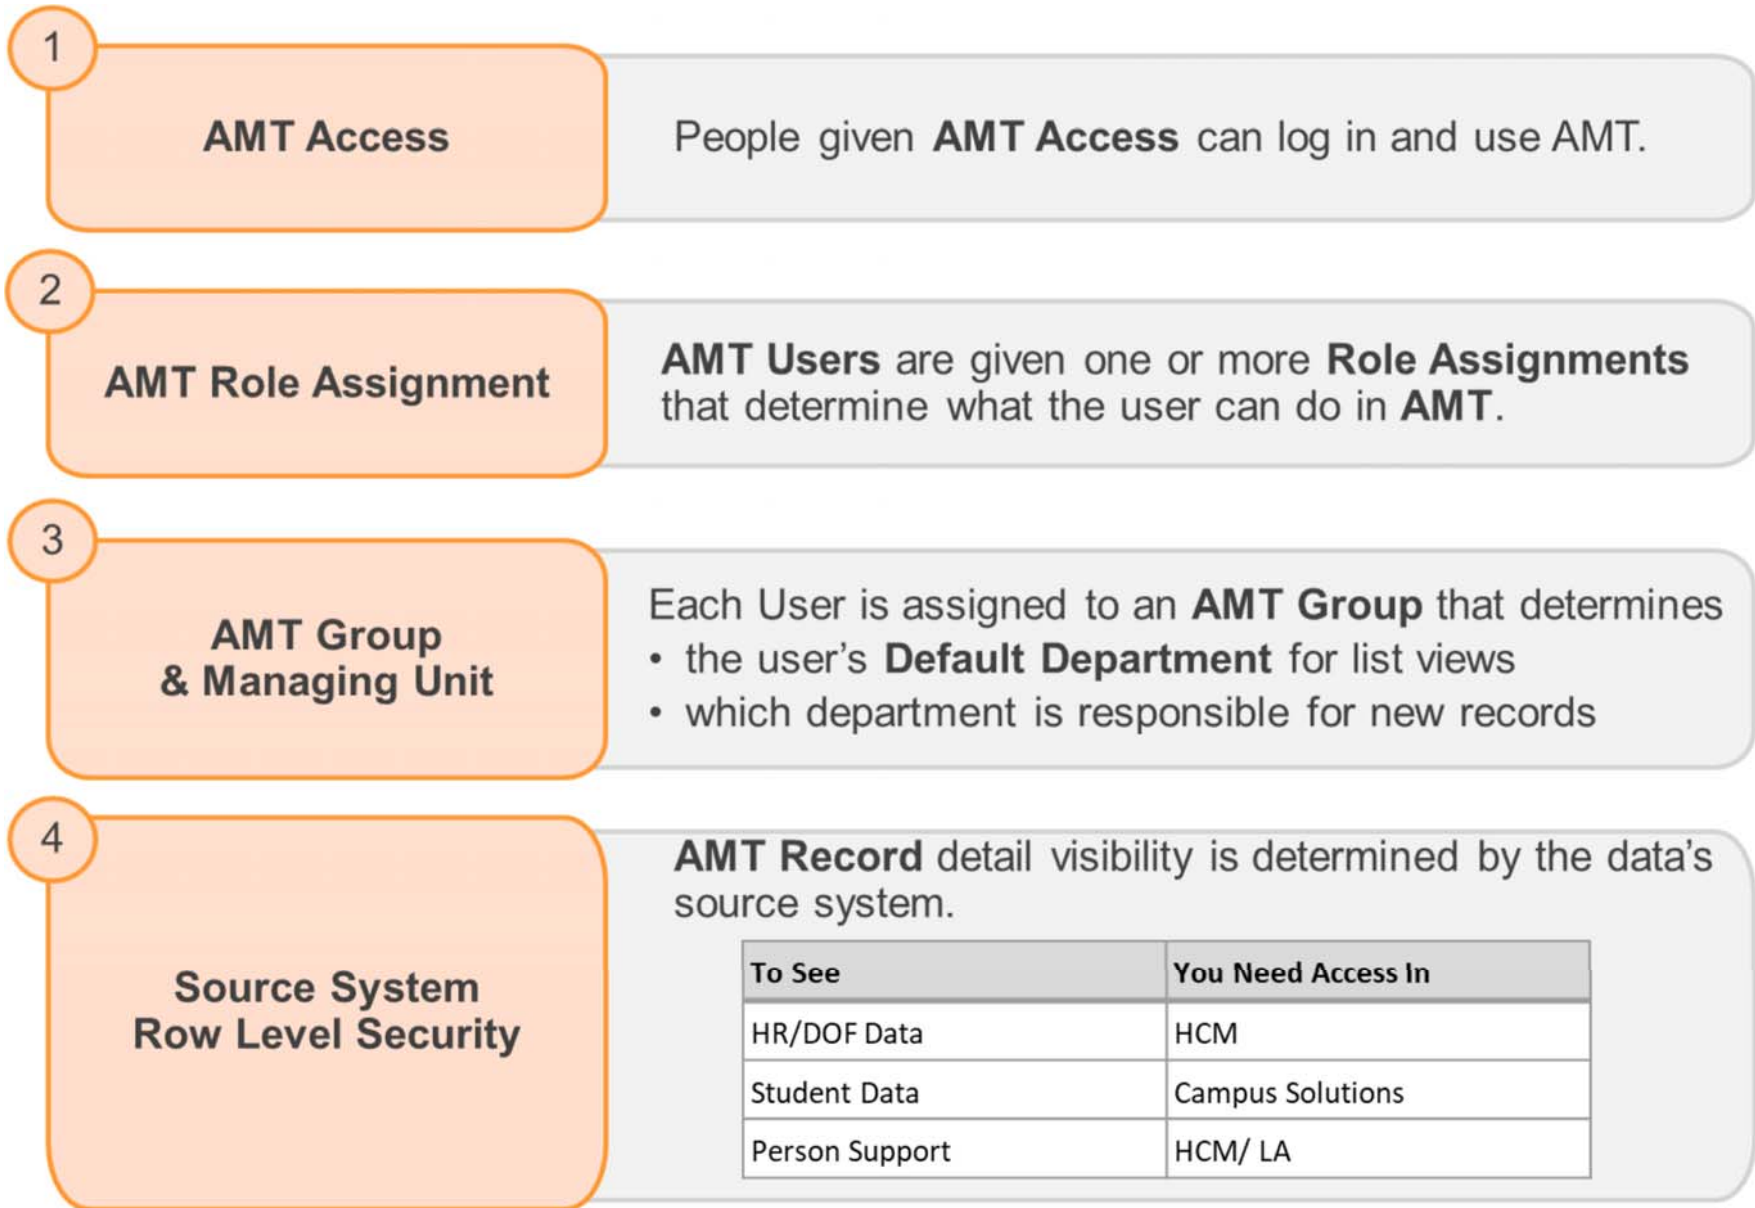 1
AMT Access
People given AMT Access can log in and use AMT.
2
AMT Role Assignment
AMT Users are given one or more Role Assignments
that determine what the user can do in AMT.
3
AMT Group
& Managing Unit
Each User is assigned to an AMT Group that determines
• the user's Default Department for list views
• which department is responsible for new records
4
Source System
Row Level Security
AMT Record detail visibility is determined by the data's
source system.
To See You Need Access In
HR/DOF Data HCM
Student Data Campus Solutions
Person Support HCM/ LA